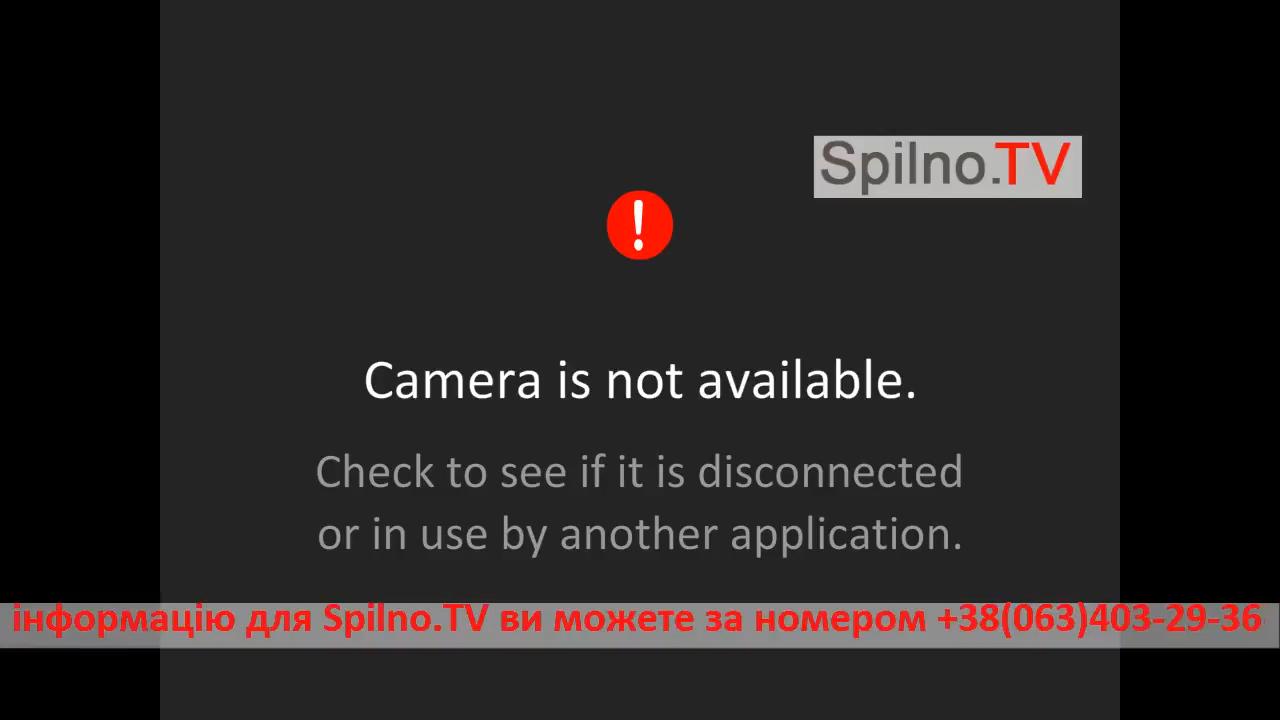 Spilno.TV
!
Camera is not available.
Check to see if it is disconnected
or in use by another application.
інформацію для Spilno.TV ви можете за номером +38(063)403-29-36